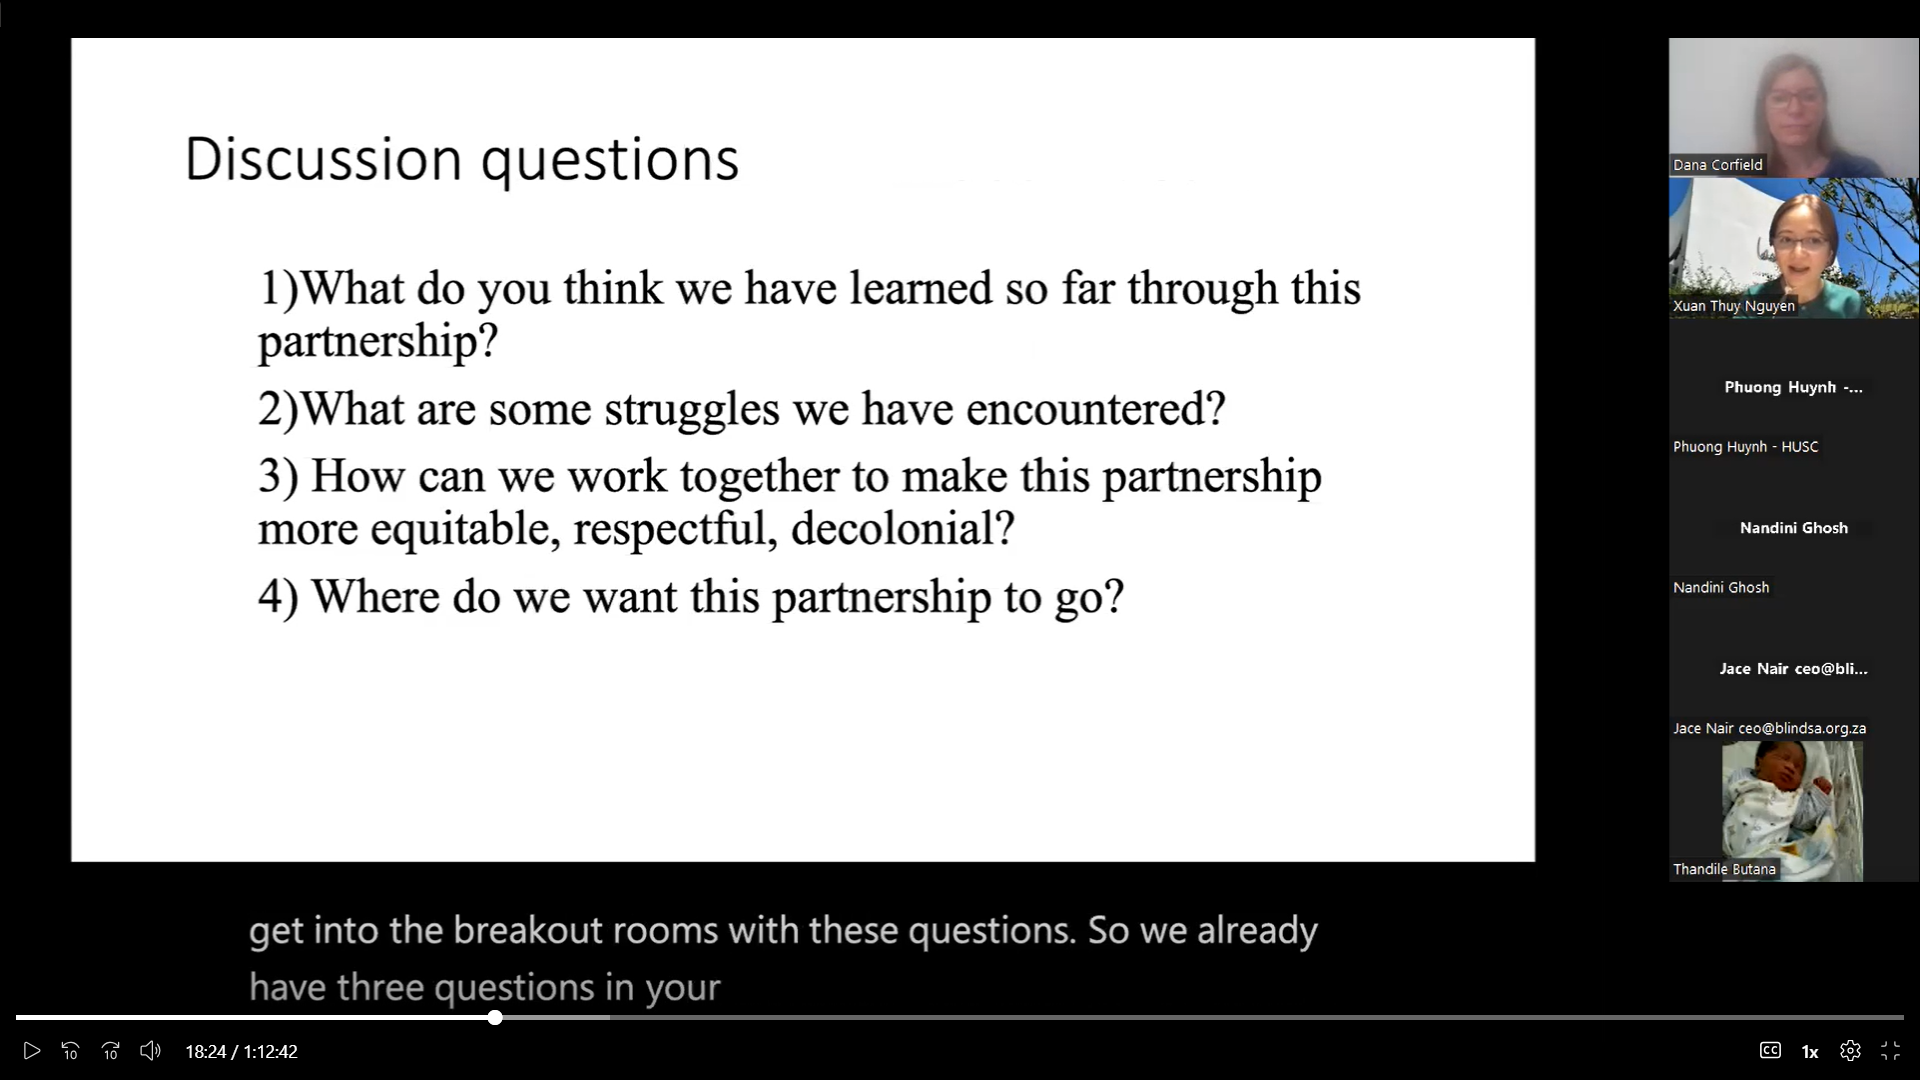 Discussion questions
1)What do you think we have learned so far through this
partnership?
2)What are some struggles we have encountered?
3) How can we work together to make this partnership
more equitable, respectful, decolonial?
4) Where do we want this partnership to go?
Dana Corfield
Xuan Thuy Nguyen
Phuong Huynh -...
Phuong Huynh - HUSC
Nandini Ghosh
Nandini Ghosh
Jace Nair ceo@bli...
Jace Nair ceo@blindsa.org.za
Thandile Butana
get into the breakout rooms with these questions. So we already
have three questions in your
10
10
18:24 / 1:12:42
CC
1x